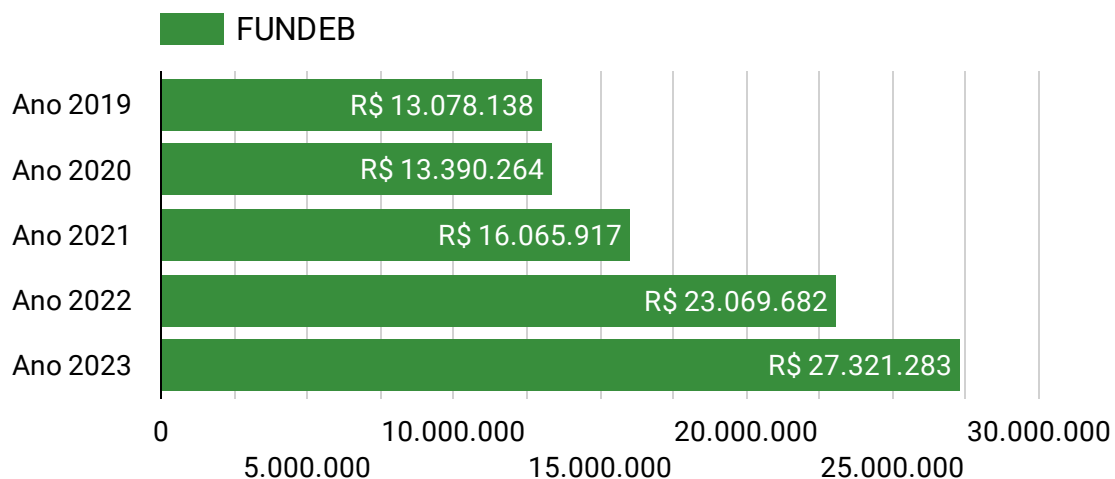 FUNDEB
Ano 2019 R$ 13.078.138
Ano 2020 R$ 13.390.264
Ano 2021 R$ 16.065.917
Ano 2022 R$ 23.069.682
Ano 2023 R$ 27.321.283
0 10.000.000 20.000.000 30.000.000
5.000.000 15.000.000 25.000.000